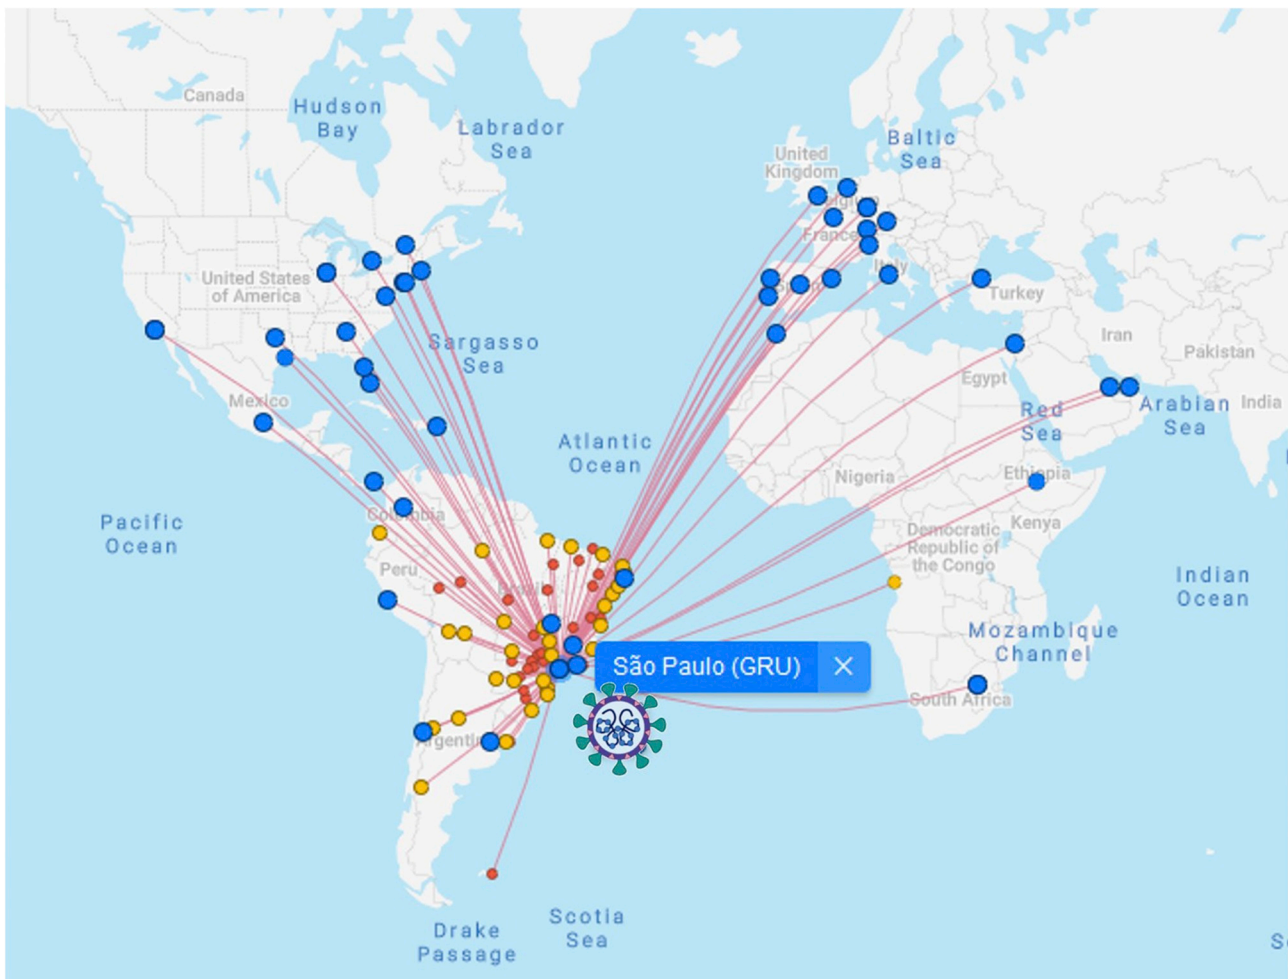 Canada
Hudson
Bay
Labrador
Sea
Baltic
Sea
United
Kingdom
France
Italy
United States
of America
Turkey
Iran
Pakistan
Sargasso
Sea
Mexico
Egypt
Red
Sea
Arabian
Sea
India
Atlantic
Ocean
Nigeria
Ethiopia
Pacific
Ocean
Colombia
Kenya
Democratic
Republic of
the Congo
Peru
Brazil
Indian
Ocean
Mozambique
Channel
São Paulo (GRU) ×
South Africa
Drake
Passage
Scotia
Sea